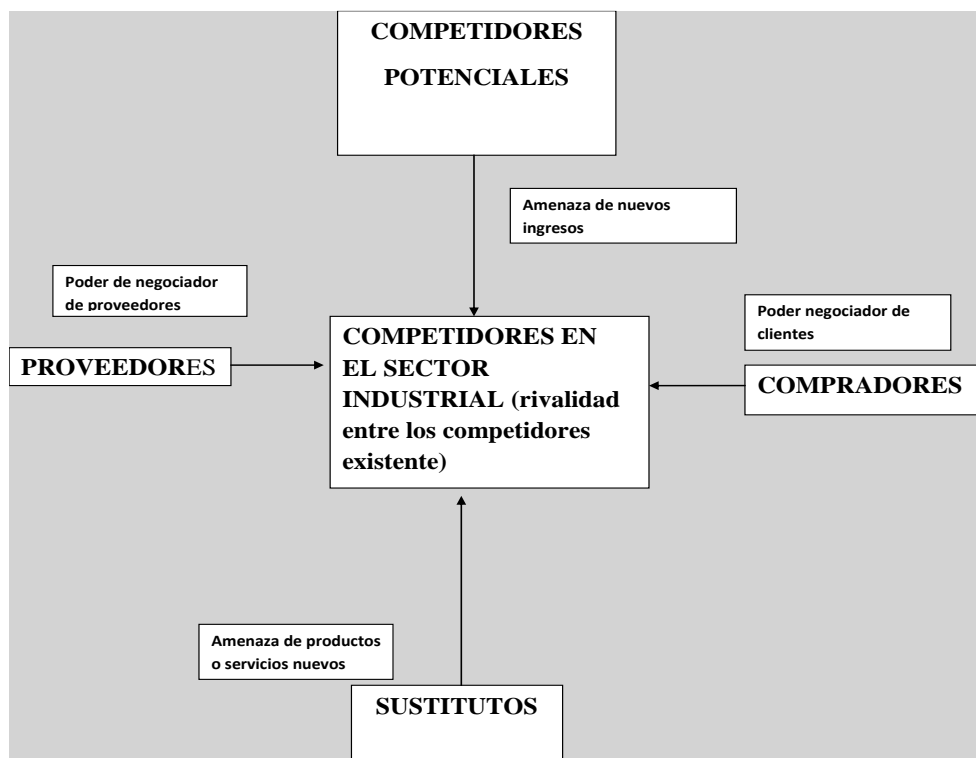 COMPETIDORES
POTENCIALES
Amenaza de nuevos
ingresos
Poder de negociador
de proveedores
Poder negociador de
clientes
PROVEEDORES
COMPETIDORES EN
EL SECTOR
INDUSTRIAL (rivalidad
entre los competidores
existente)
COMPRADORES
Amenaza de productos
o servicios nuevos
SUSTITUTOS